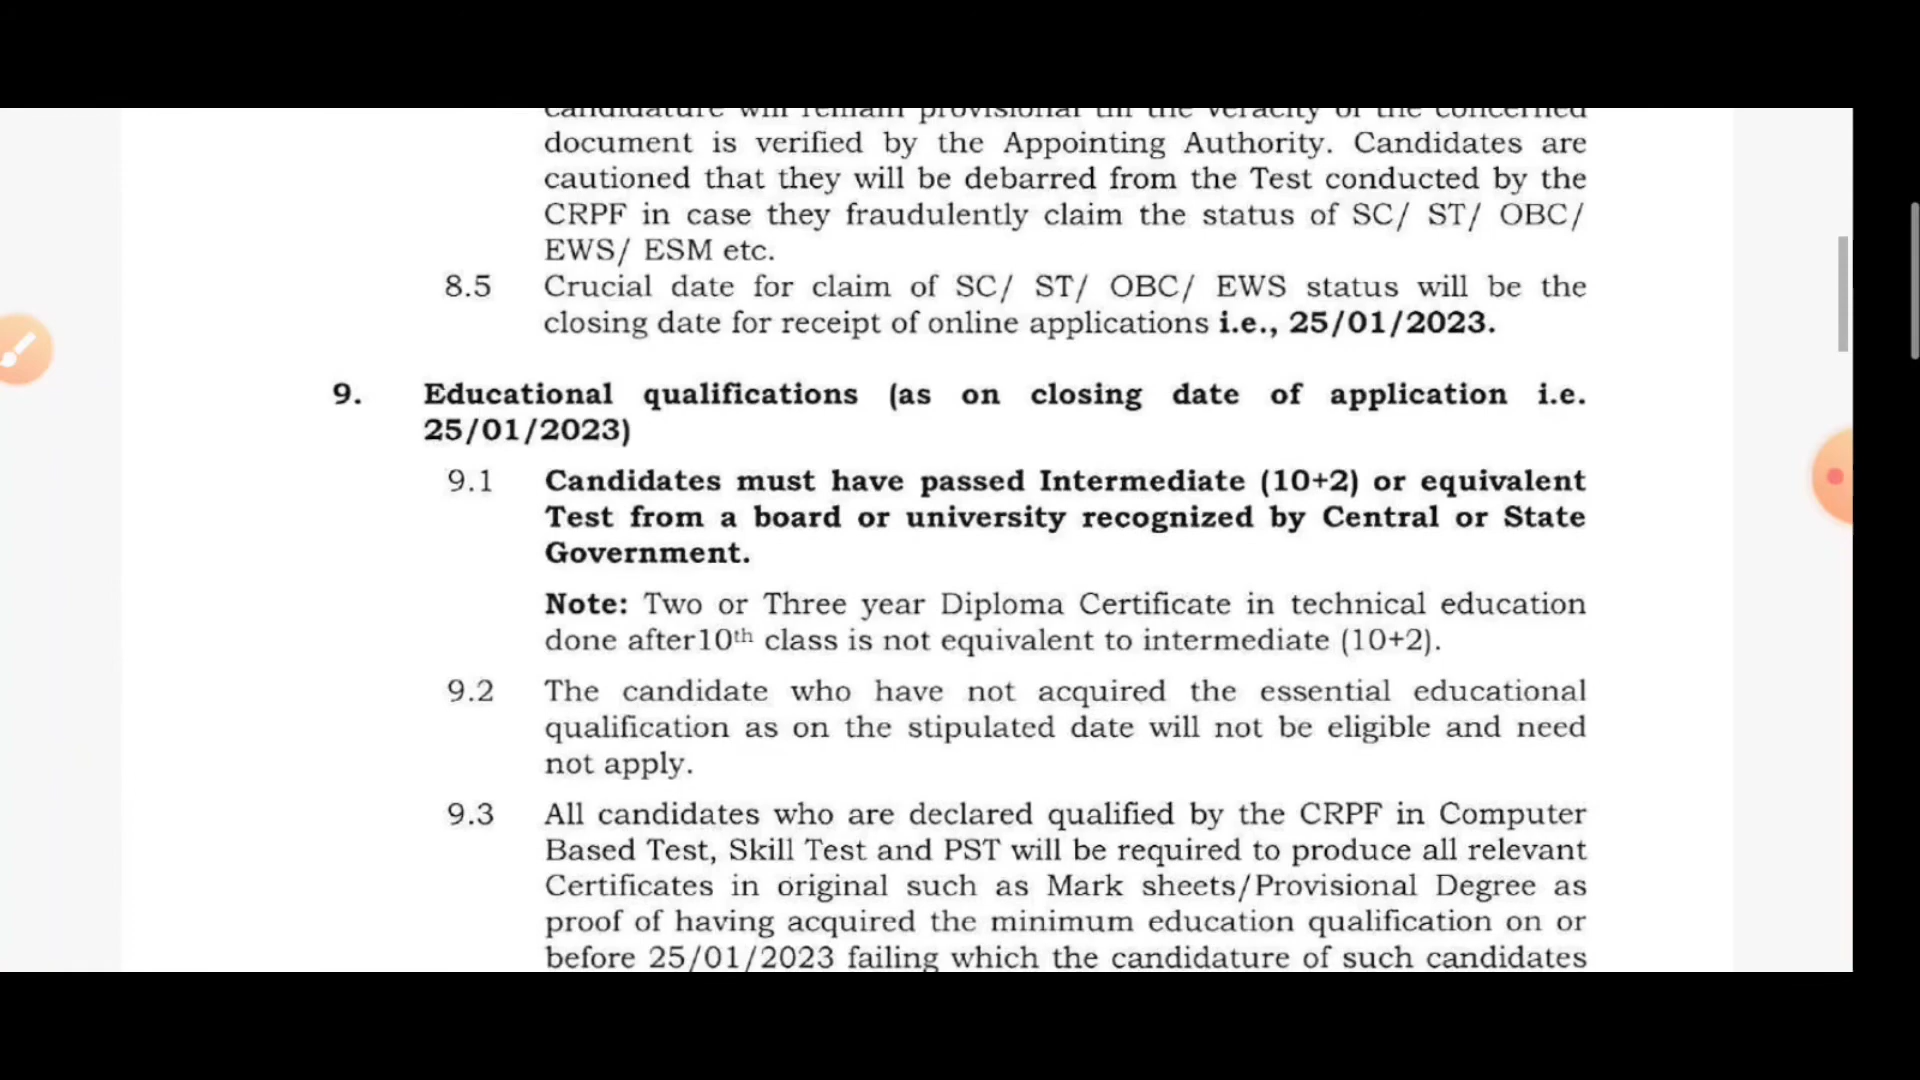 candidature will remain provisional till the veracity of the concerned
document is verified by the Appointing Authority. Candidates are
cautioned that they will be debarred from the Test conducted by the
CRPF in case they fraudulently claim the status of SC/ ST/ OBC/
EWS/ ESM etc.
8.5 Crucial date for claim of SC/ ST/ OBC/ EWS status will be the
closing date for receipt of online applications i.e., 25/01/2023.
9. Educational qualifications (as on closing date of application i.e.
25/01/2023)
9.1 Candidates must have passed Intermediate (10+2) or equivalent
Test from a board or university recognized by Central or State
Government.
Note: Two or Three year Diploma Certificate in technical education
done after10th class is not equivalent to intermediate (10+2).
9.2 The candidate who have not acquired the essential educational
qualification as on the stipulated date will not be eligible and need
not apply.
9.3 All candidates who are declared qualified by the CRPF in Computer
Based Test, Skill Test and PST will be required to produce all relevant
Certificates in original such as Mark sheets/Provisional Degree as
proof of having acquired the minimum education qualification on or
before 25/01/2023 failing which the candidature of such candidates